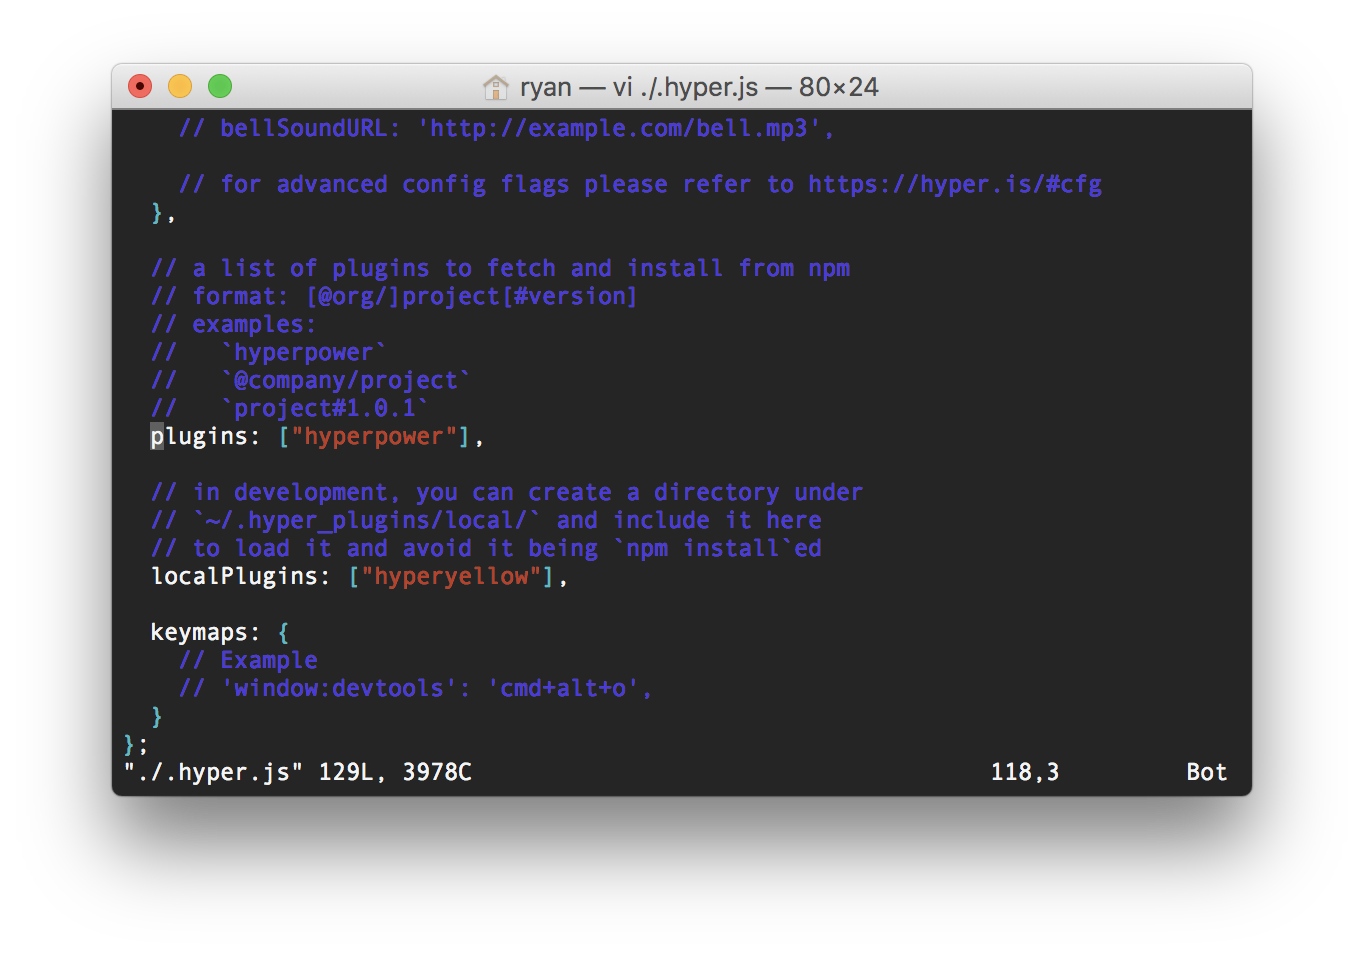 ryan — vi ./.hyper.js — 80×24
// bellSoundURL: 'http://example.com/bell.mp3',
// for advanced config flags please refer to https://hyper.is/#cfg
},
// a list of plugins to fetch and install from npm
// format: [@org/]project[#version]
// examples:
//   `hyperpower`
//   `@company/project`
//   `project#1.0.1`
plugins: ["hyperpower"],
// in development, you can create a directory under
// `~/.hyper_plugins/local/` and include it here
// to load it and avoid it being `npm install`ed
localPlugins: ["hyperyellow"],
keymaps: {
// Example
// 'window:devtools': 'cmd+alt+o',
}
};
"./.hyper.js" 129L, 3978C 118,3 Bot